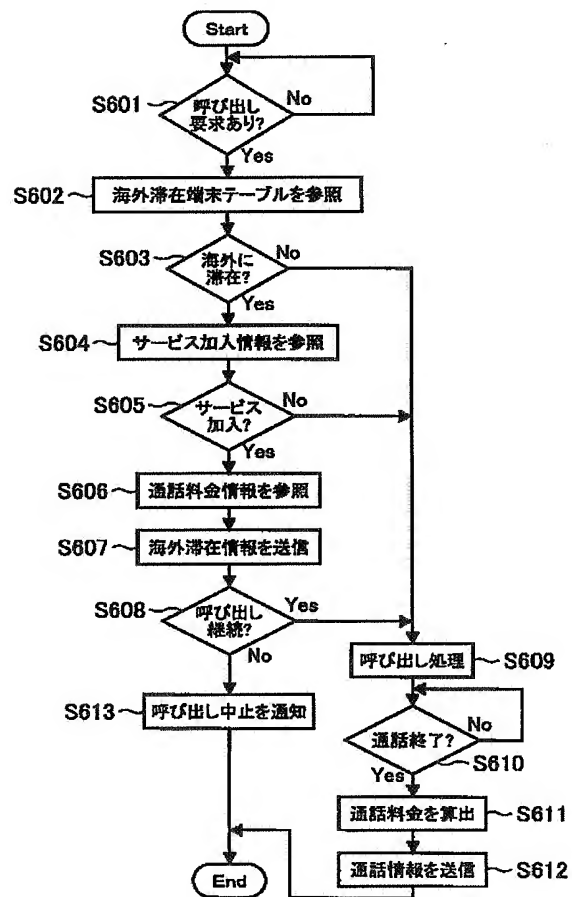 Start
S601
呼び出し
要求あり?
No
Yes
S602
海外滞在端末テーブルを参照
S603
海外に
滞在?
No
Yes
S604
サービス加入情報を参照
S605
サービス
加入?
No
Yes
S606
通話料金情報を参照
S607
海外滞在情報を送信
S608
呼び出し
継続?
Yes
No
呼び出し処理
S609
S613
呼び出し中止を通知
通話終了?
No
S610
Yes
通話料金を算出
S611
通話情報を送信
S612
End